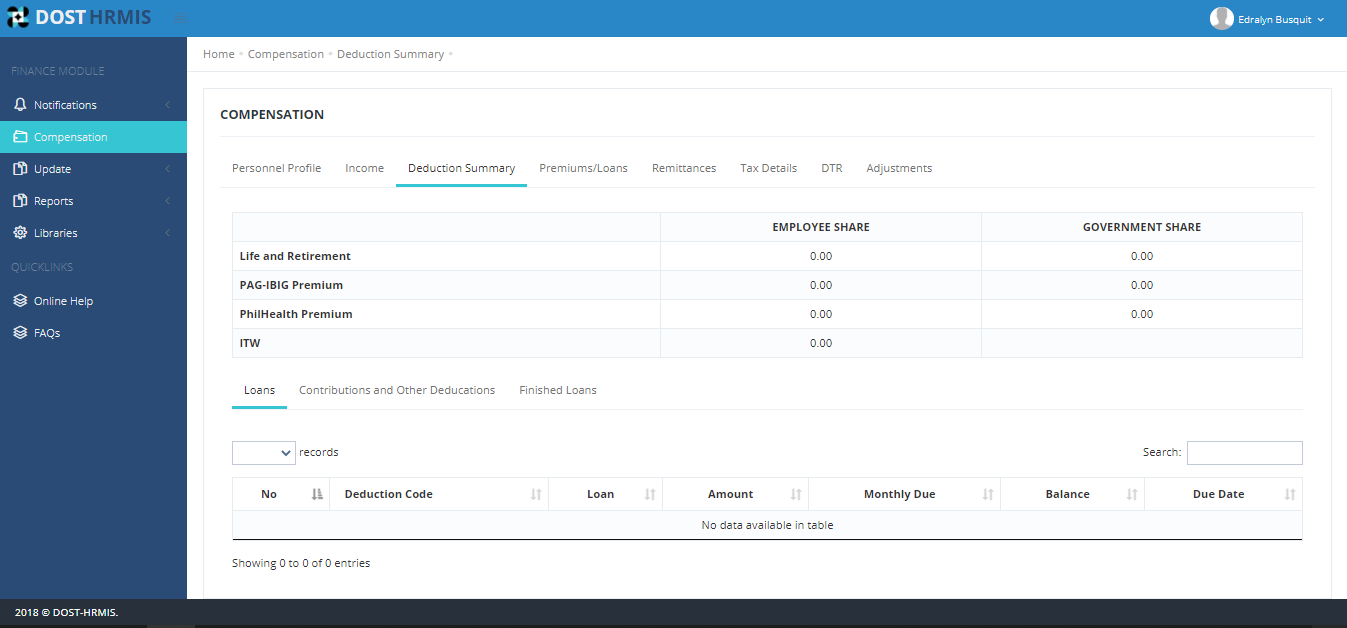 DOST HRMIS
Edralyn Busquit
FINANCE MODULE
Notifications
Compensation
Update
Reports
Libraries
QUICKLINKS
Online Help
FAQs
Home Compensation Deduction Summary
COMPENSATION
Personnel Profile Income Deduction Summary Premiums/Loans Remittances Tax Details DTR Adjustments
EMPLOYEE SHARE GOVERNMENT SHARE
Life and Retirement 0.00 0.00
PAG-IBIG Premium 0.00 0.00
PhilHealth Premium 0.00 0.00
ITW 0.00
Loans Contributions and Other Deducations Finished Loans
records Search:
No Deduction Code Loan Amount Monthly Due Balance Due Date
No data available in table
Showing 0 to 0 of 0 entries
2018 © DOST-HRMIS.